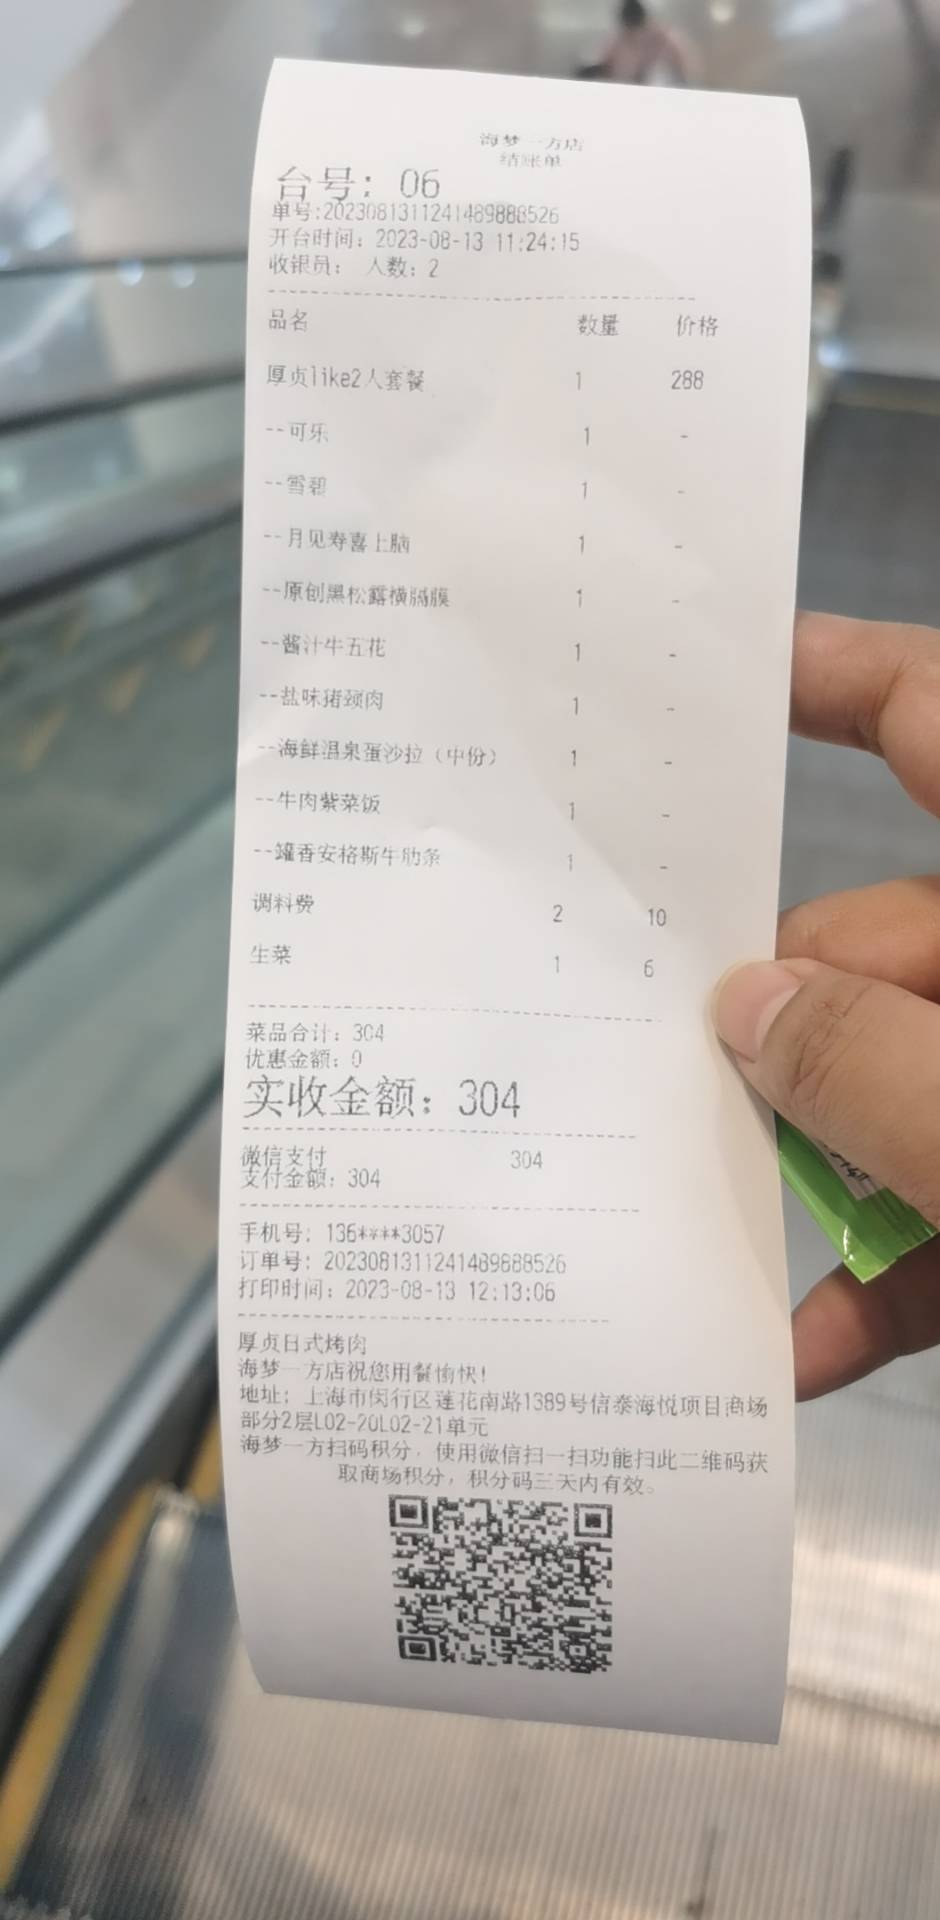 海梦一方店
结账单
台号：06
单号:2023081311241489888526
开台时间：2023-08-13 11:24:15
收银员： 人数：2
品名 数量 价格
厚贞like2人套餐 1 288
--可乐 1 -
--雪碧 1 -
--月见寿喜上脑 1 -
--原创黑松露横膈膜 1 -
--酱汁牛五花 1 -
--盐味猪颈肉 1 -
--海鲜温泉蛋沙拉（中份） 1 -
--牛肉紫菜饭 1 -
--罐香安格斯牛肋条 1 -
调料费 2 10
生菜 1 6
菜品合计：304
优惠金额：0
实收金额：304
微信支付 304
支付金额：304
手机号：136****3057
订单号：2023081311241489888526
打印时间：2023-08-13 12:13:06
厚贞日式烤肉
海梦一方店祝您用餐愉快！
地址：上海市闵行区莲花南路1389号信泰海悦项目商场
部分2层L02-20L02-21单元
海梦一方扫码积分，使用微信扫一扫功能扫此二维码获
取商场积分，积分码三天内有效。